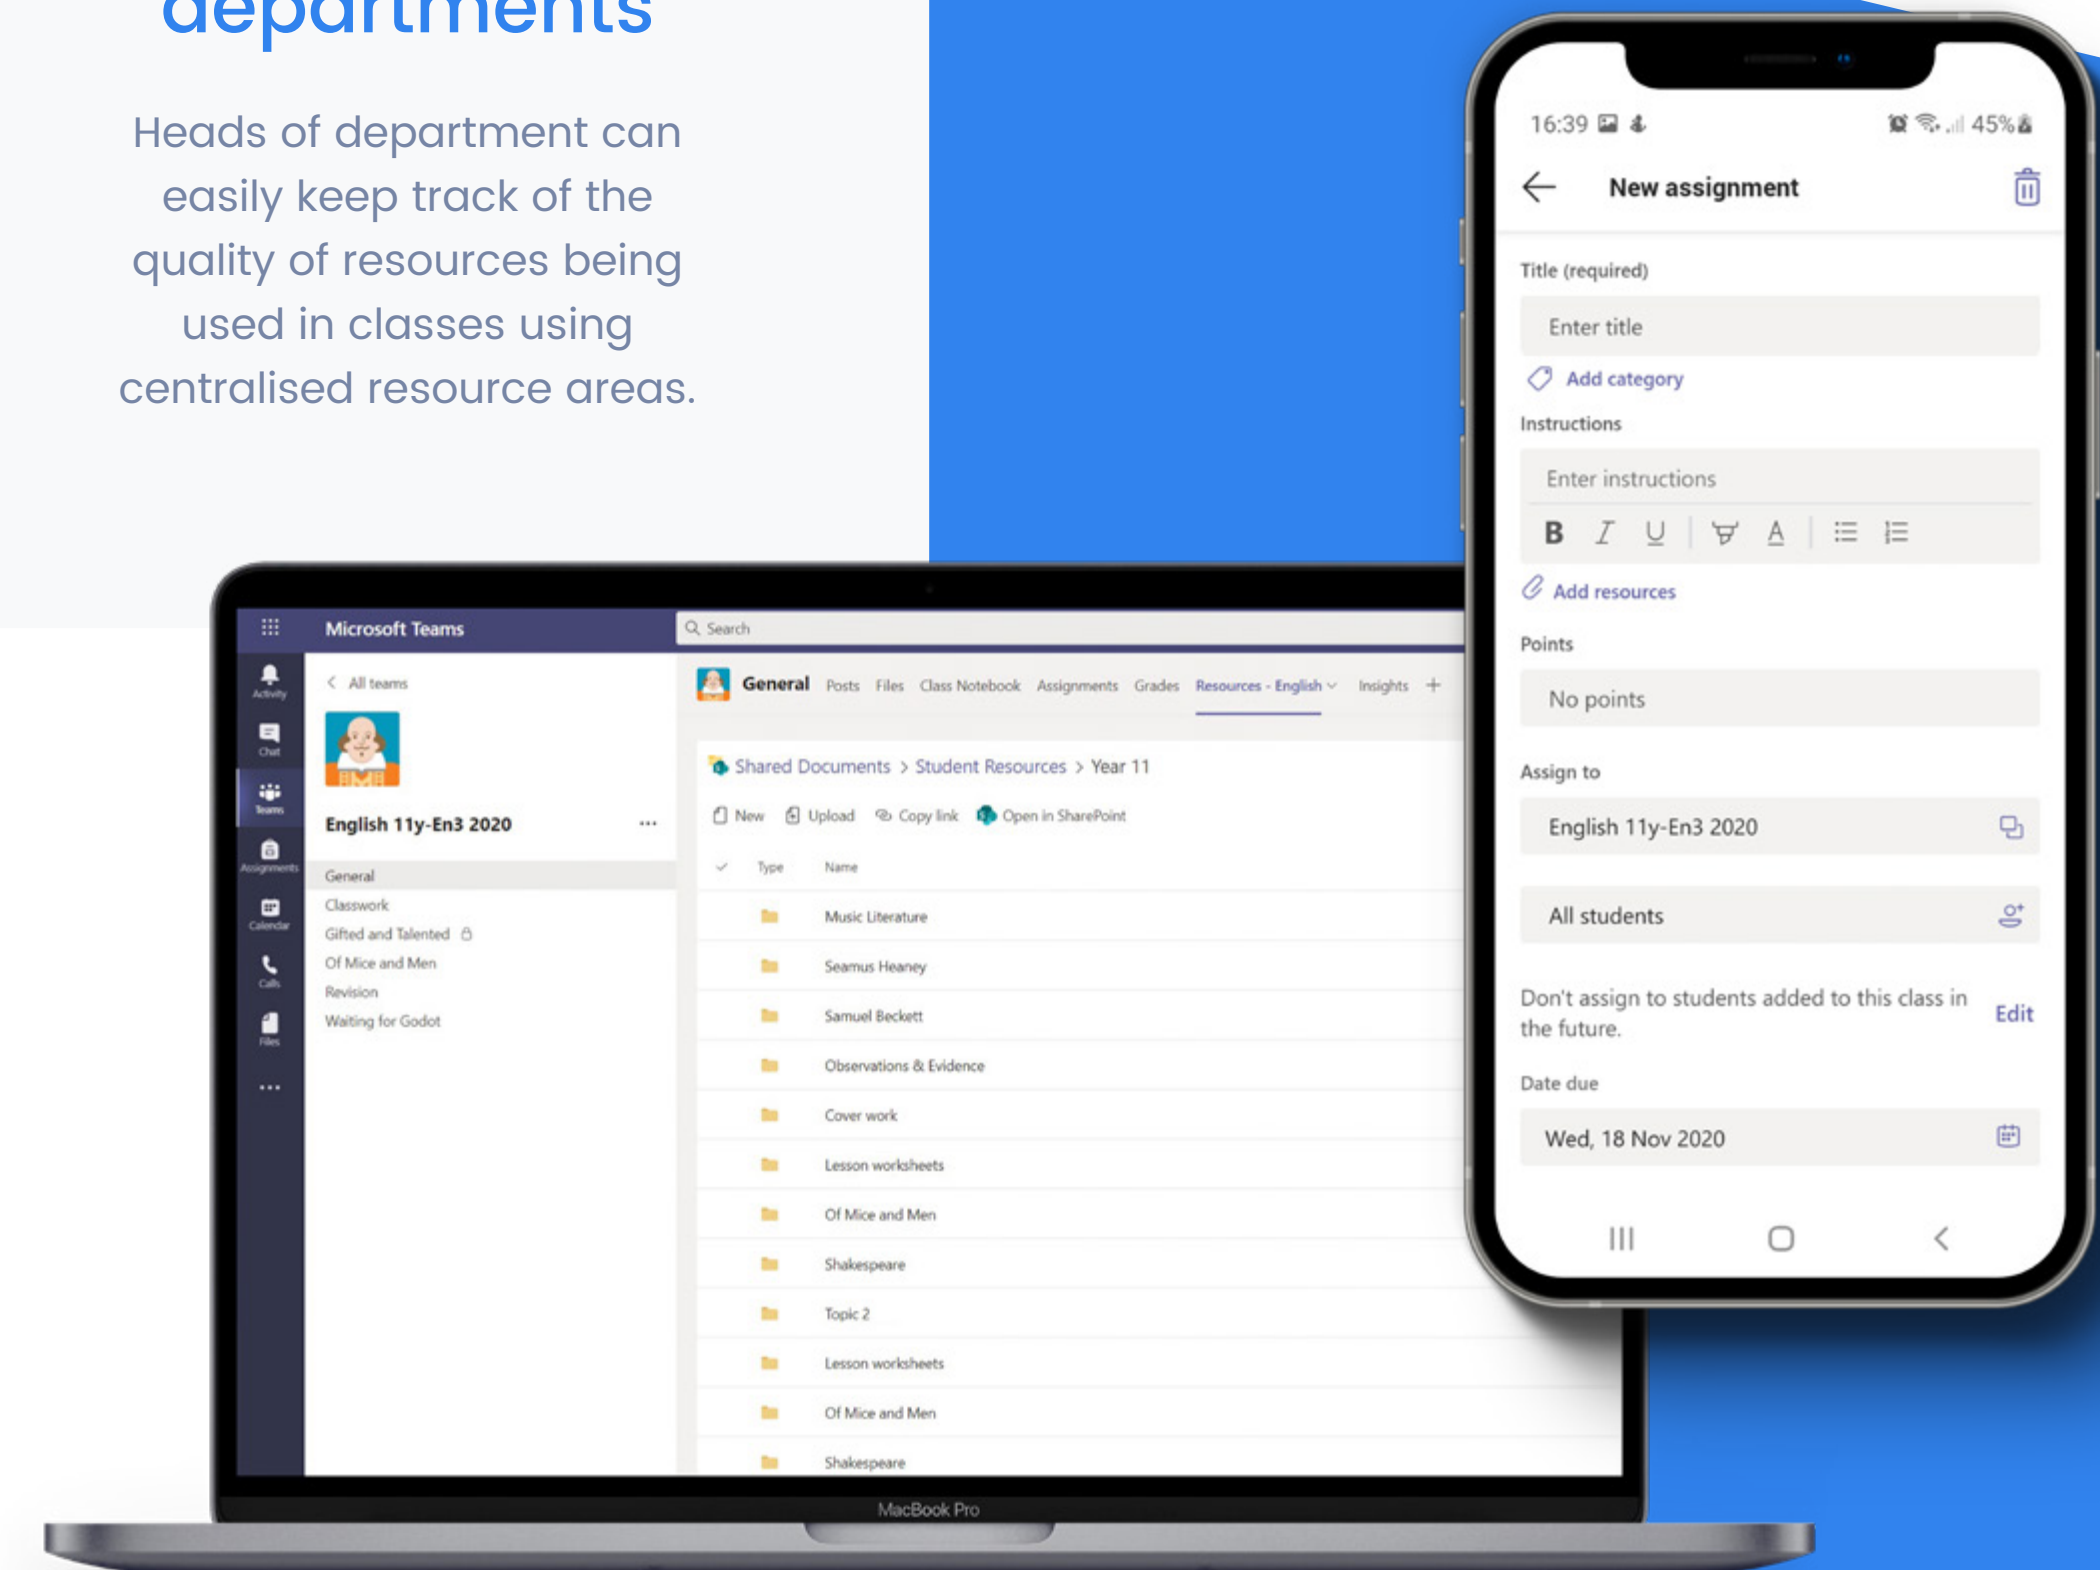 departments
Heads of department can
easily keep track of the
quality of resources being
used in classes using
centralised resource areas.
16:39
45%
New assignment
Title (required)
Enter title
Add category
Instructions
Enter instructions
B I U A
Add resources
Points
No points
Assign to
English 11y-En3 2020
All students
Don't assign to students added to this class in
the future.
Edit
Date due
Wed, 18 Nov 2020
Microsoft Teams
Search
Activity
Chat
Teams
Assignments
Calendar
Calls
Files
All teams
English 11y-En3 2020
General
Classwork
Gifted and Talented
Of Mice and Men
Revision
Waiting for Godot
General Posts Files Class Notebook Assignments Grades Resources - English Insights +
Shared Documents > Student Resources > Year 11
New Upload Copy link Open in SharePoint
Type Name
Music Literature
Seamus Heaney
Samuel Beckett
Observations & Evidence
Cover work
Lesson worksheets
Of Mice and Men
Shakespeare
Topic 2
Lesson worksheets
Of Mice and Men
Shakespeare
MacBook Pro